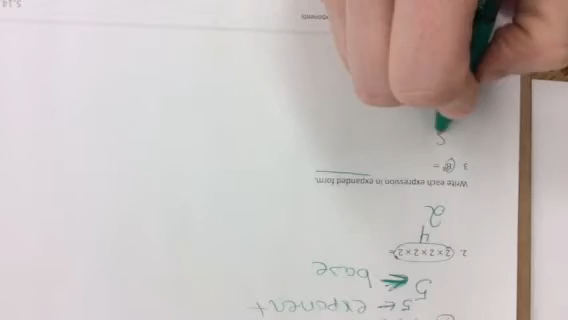 5 ← exponent
5 ← base
2. 2 × 2 × 2 × 2 =
4
2
Write each expression in expanded form.
3.
=